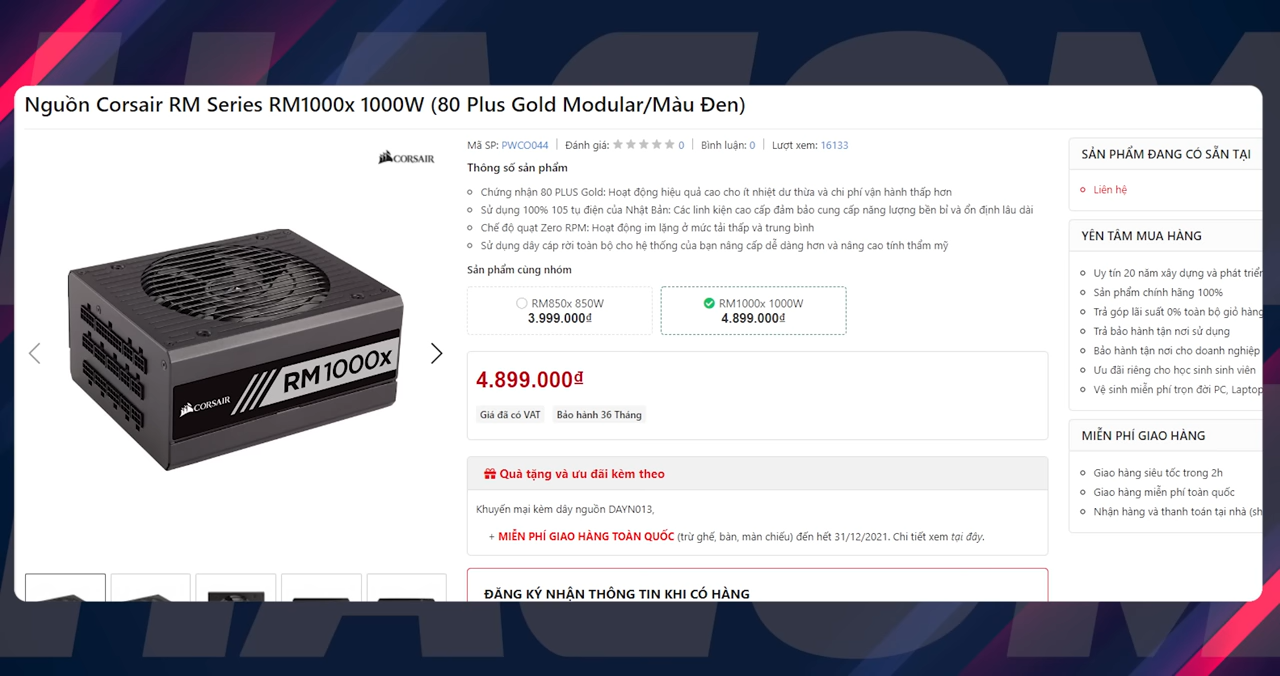 HACOM
Nguồn Corsair RM Series RM1000x 1000W (80 Plus Gold Modular/Màu Đen)
CORSAIR
CORSAIR
RM1000x
Mã SP: PWCO044 | Đánh giá: 0 | Bình luận: 0 | Lượt xem: 16133
Thông số sản phẩm
Chứng nhận 80 PLUS Gold: Hoạt động hiệu quả cao cho ít nhiệt dư thừa và chi phí vận hành thấp hơn
Sử dụng 100% 105 tụ điện của Nhật Bản: Các linh kiện cao cấp đảm bảo cung cấp năng lượng bền bỉ và ổn định lâu dài
Chế độ quạt Zero RPM: Hoạt động im lặng ở mức tải thấp và trung bình
Sử dụng dây cáp rời toàn bộ cho hệ thống của bạn nâng cấp dễ dàng hơn và nâng cao tính thẩm mỹ
Sản phẩm cùng nhóm
RM850x 850W
3.999.000₫
RM1000x 1000W
4.899.000₫
4.899.000₫
Giá đã có VAT
Bảo hành 36 Tháng
Quà tặng và ưu đãi kèm theo
Khuyến mại kèm dây nguồn DAYN013,
+ MIỄN PHÍ GIAO HÀNG TOÀN QUỐC (trừ ghế, bàn, màn chiếu) đến hết 31/12/2021. Chi tiết xem tại đây.
ĐĂNG KÝ NHẬN THÔNG TIN KHI CÓ HÀNG
SẢN PHẨM ĐANG CÓ SẴN TẠI
Liên hệ
YÊN TÂM MUA HÀNG
Uy tín 20 năm xây dựng và phát triển
Sản phẩm chính hãng 100%
Trả góp lãi suất 0% toàn bộ giỏ hàng
Trả bảo hành tận nơi sử dụng
Bảo hành tận nơi cho doanh nghiệp
Ưu đãi riêng cho học sinh sinh viên
Vệ sinh miễn phí trọn đời PC, Laptop
MIỄN PHÍ GIAO HÀNG
Giao hàng siêu tốc trong 2h
Giao hàng miễn phí toàn quốc
Nhận hàng và thanh toán tại nhà (sh